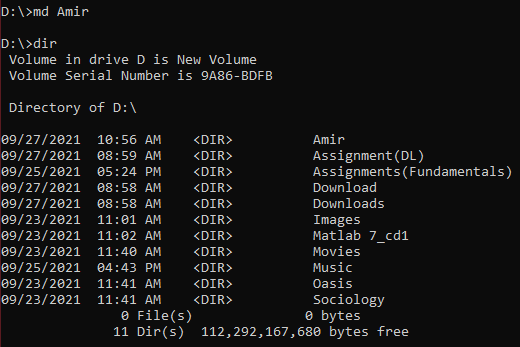 D:\>md Amir
D:\>dir
Volume in drive D is New Volume
Volume Serial Number is 9A86-BDFB
Directory of D:\
09/27/2021  10:56 AM    <DIR>          Amir
09/27/2021  08:59 AM    <DIR>          Assignment(DL)
09/25/2021  05:24 PM    <DIR>          Assignments(Fundamentals)
09/27/2021  08:58 AM    <DIR>          Download
09/27/2021  08:58 AM    <DIR>          Downloads
09/23/2021  11:01 AM    <DIR>          Images
09/23/2021  11:02 AM    <DIR>          Matlab 7_cd1
09/23/2021  11:40 AM    <DIR>          Movies
09/25/2021  04:43 PM    <DIR>          Music
09/23/2021  11:41 AM    <DIR>          Oasis
09/23/2021  11:41 AM    <DIR>          Sociology
0 File(s)              0 bytes
11 Dir(s)  112,292,167,680 bytes free